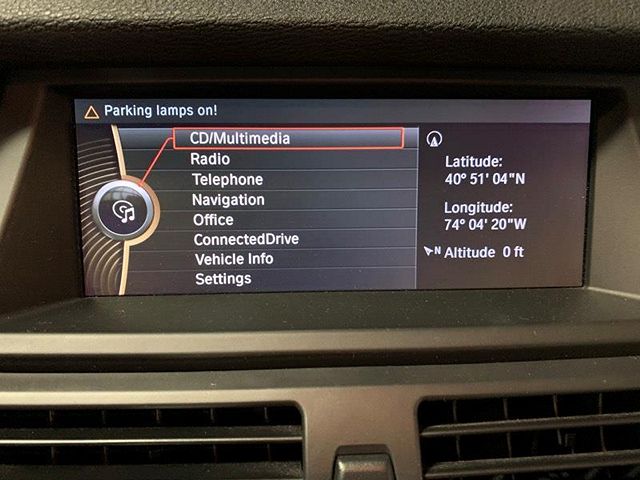 Parking lamps on!
CD/Multimedia
Radio
Telephone
Navigation
Office
ConnectedDrive
Vehicle Info
Settings
Latitude:
40° 51' 04"N
Longitude:
74° 04' 20"W
N Altitude 0 ft